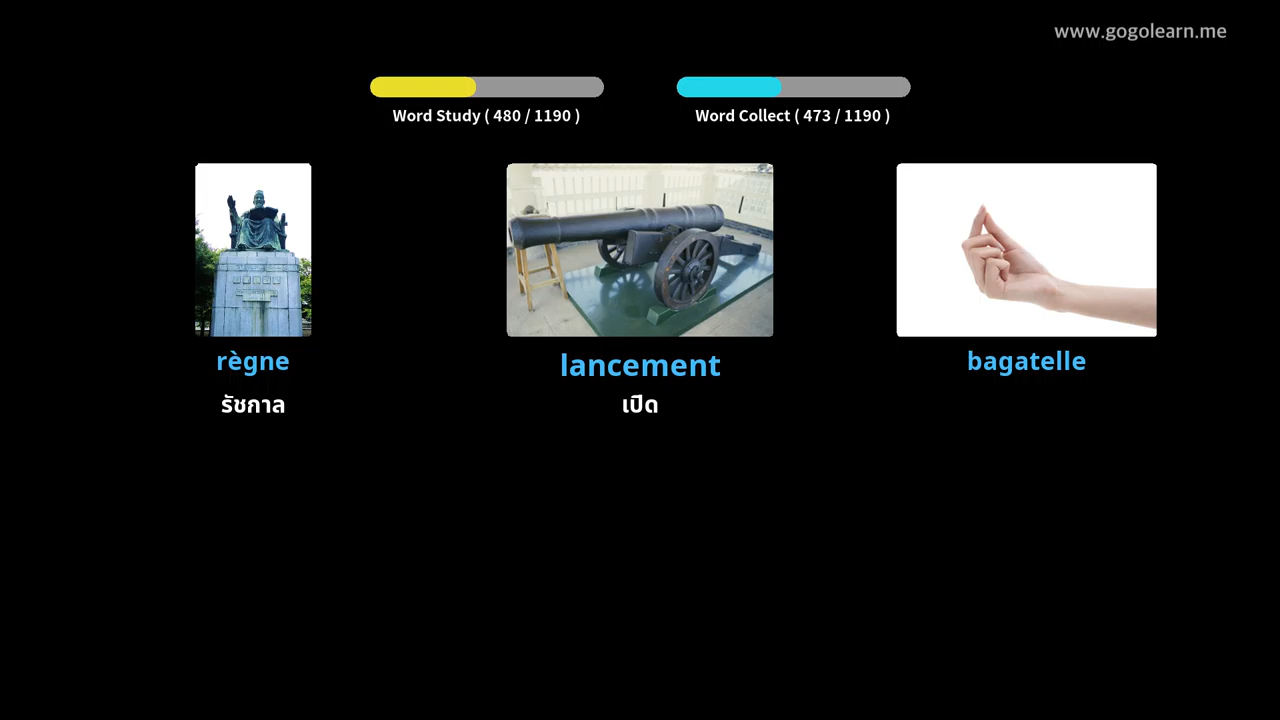 www.gogolearn.me
Word Study ( 480 / 1190 )
Word Collect ( 473 / 1190 )
règne
lancement
bagatelle
รัชกาล
เปิด